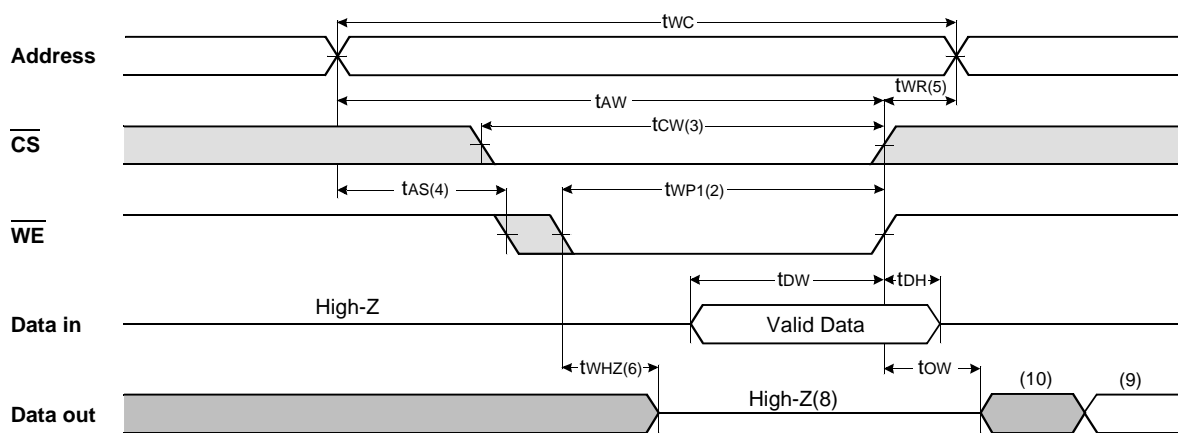 tWC
Address
tWR(5)
tAW
tCW(3)
CS
tAS(4)
tWP1(2)
WE
tDW
tDH
High-Z
Data in
Valid Data
tWHZ(6)
tOW
(10)
(9)
High-Z(8)
Data out